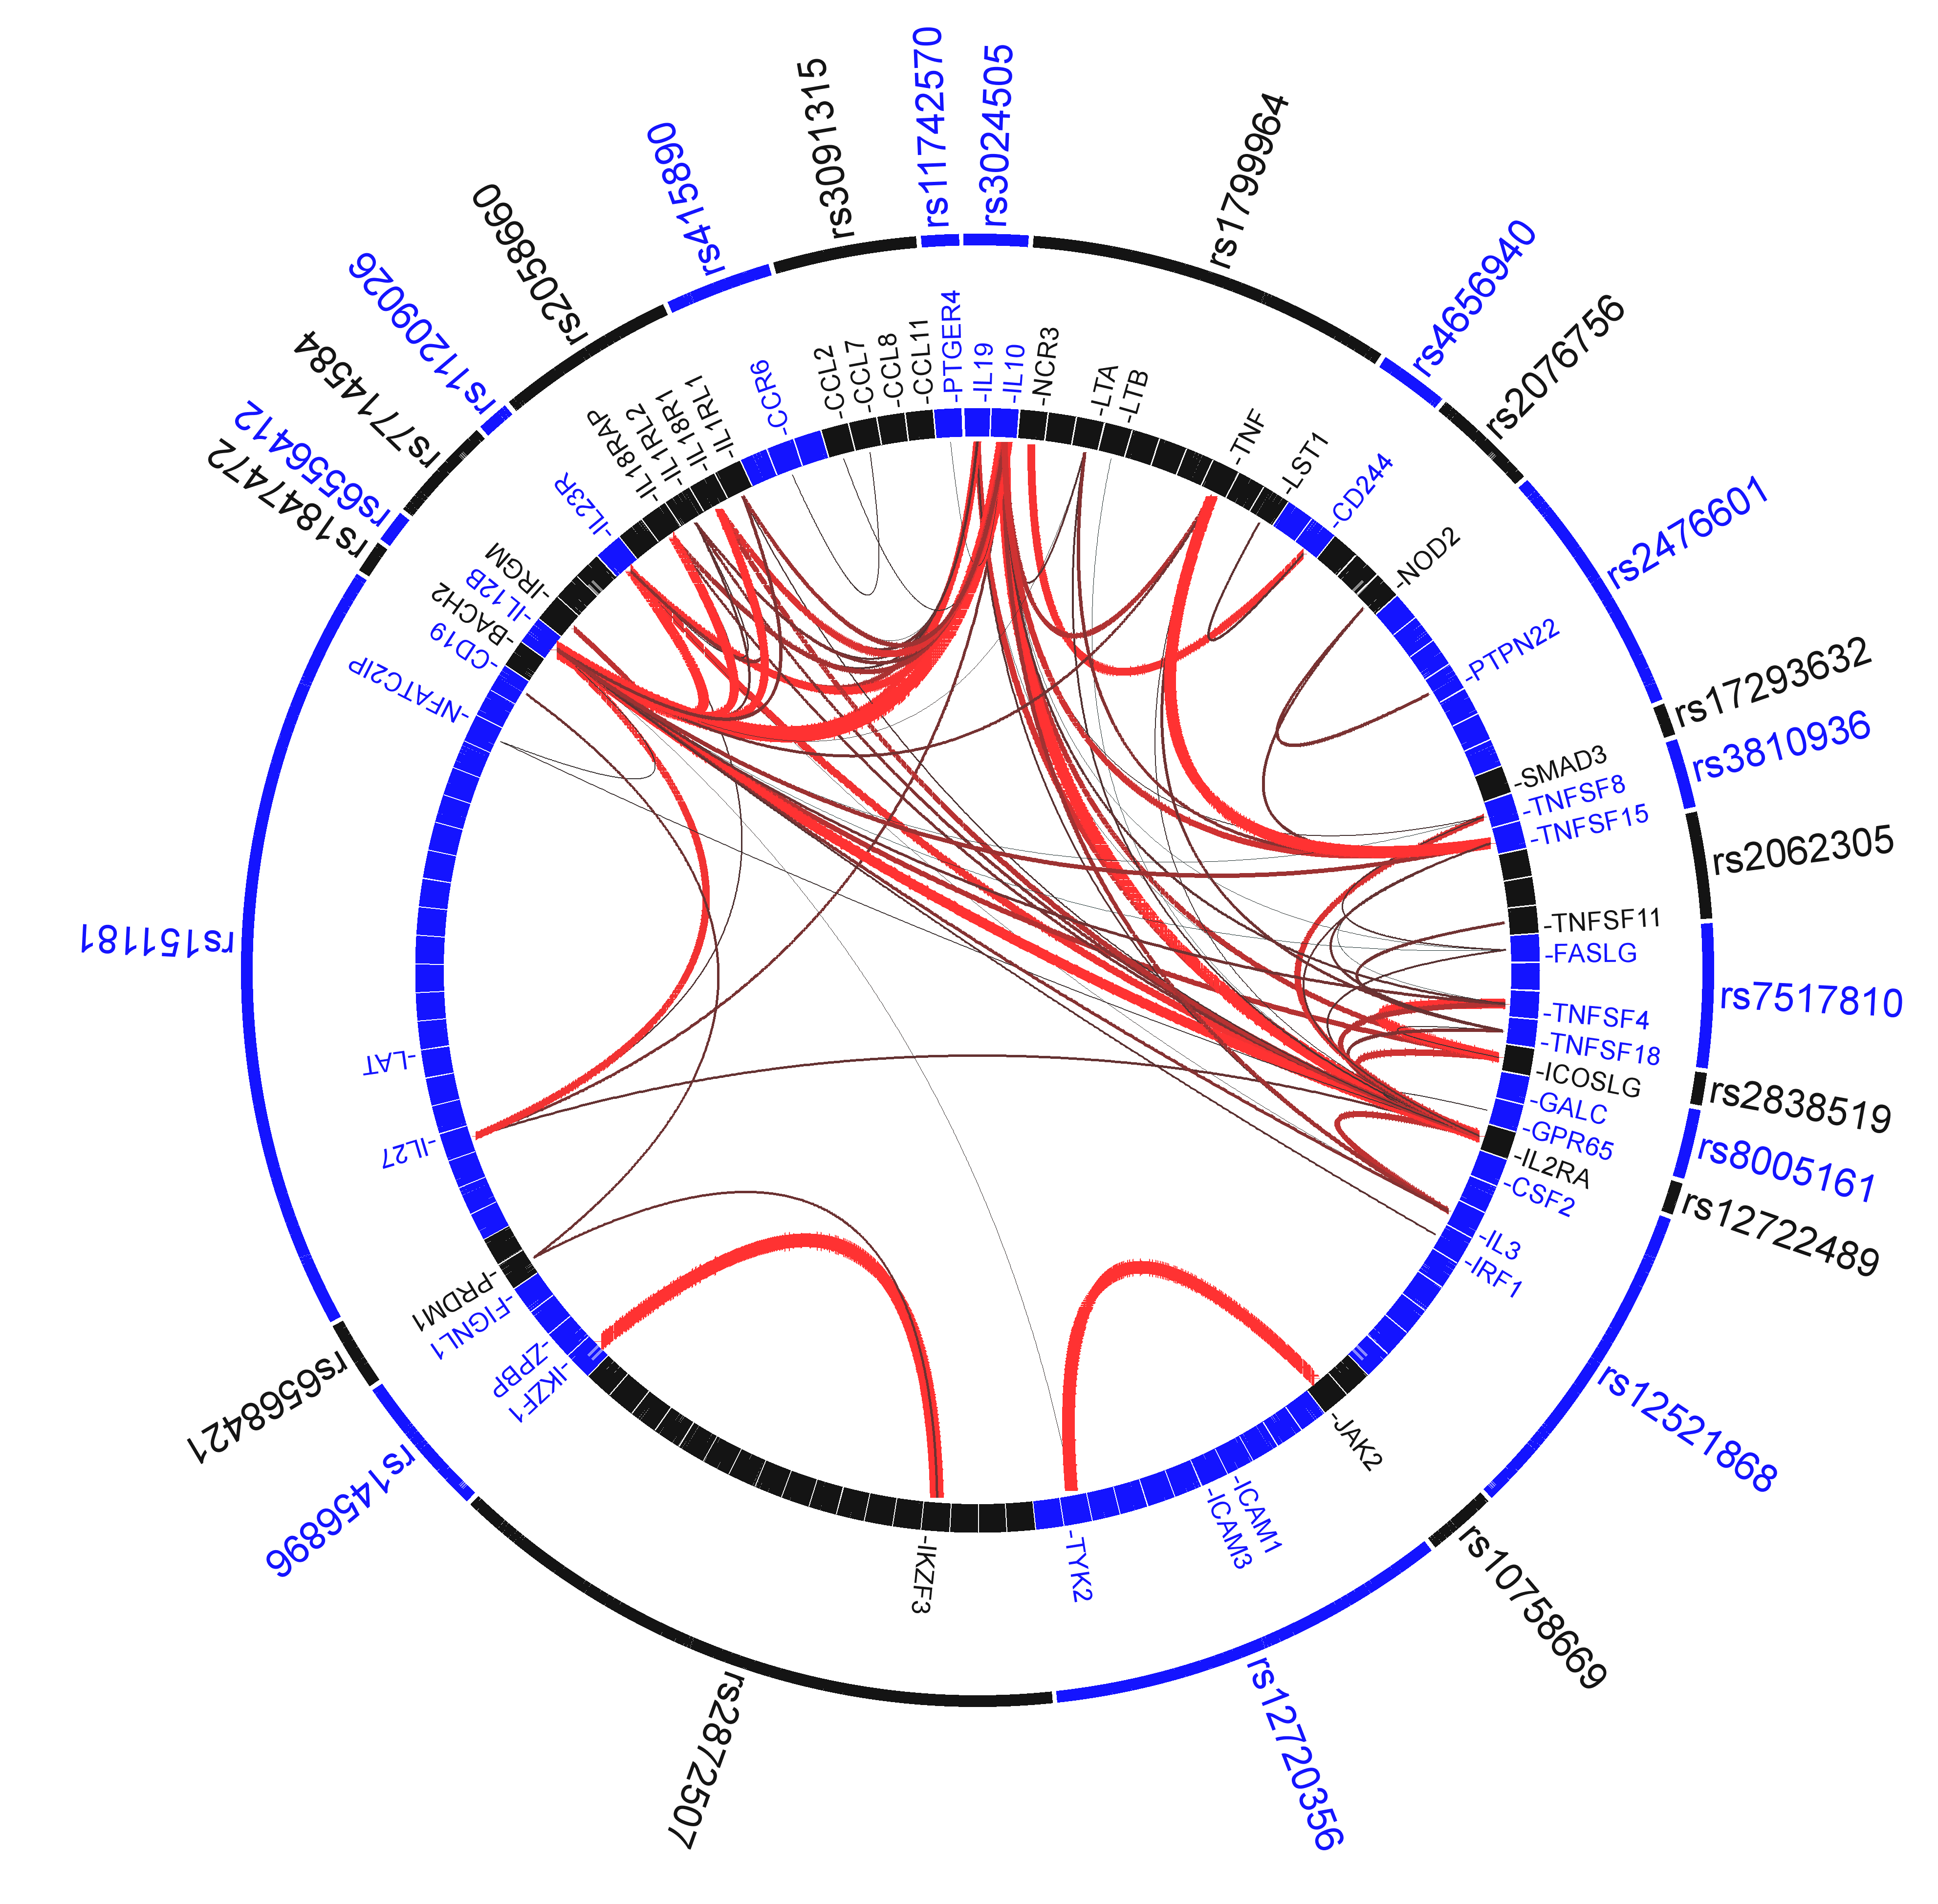 rs11742570
rs3024505
rs1799964
rs4656940
rs2076756
rs2476601
rs17293632
rs3810936
rs2062305
rs7517810
rs2838519
rs8005161
rs12722489
rs12521868
rs10758669
rs12720356
rs2872507
rs1456896
rs6568421
rs151181
rs1847472
rs6556412
rs7714584
rs11209026
rs2058660
rs415890
rs3091315
-PTGER4
-IL19
-IL10
-NCR3
-LTA
-LTB
-TNF
-LST1
-CD244
-NOD2
-PTPN22
-SMAD3
-TNFSF8
-TNFSF15
-TNFSF11
-FASLG
-TNFSF4
-TNFSF18
-ICOSLG
-GALC
-GPR65
-IL2RA
-CSF2
-IL3
-IRF1
-JAK2
-ICAM1
-ICAM3
-TYK2
-IKZF3
-IKZF1
-ZPBP
-FIGNL1
-PRDM1
-IL27
-LAT
-NFATC2IP
-CD19
-BACH2
-IL12B
-IRGM
-IL23R
-IL18RAP
-IL1RL2
-IL18R1
-IL1RL1
-CCR6
-CCL2
-CCL7
-CCL8
-CCL11